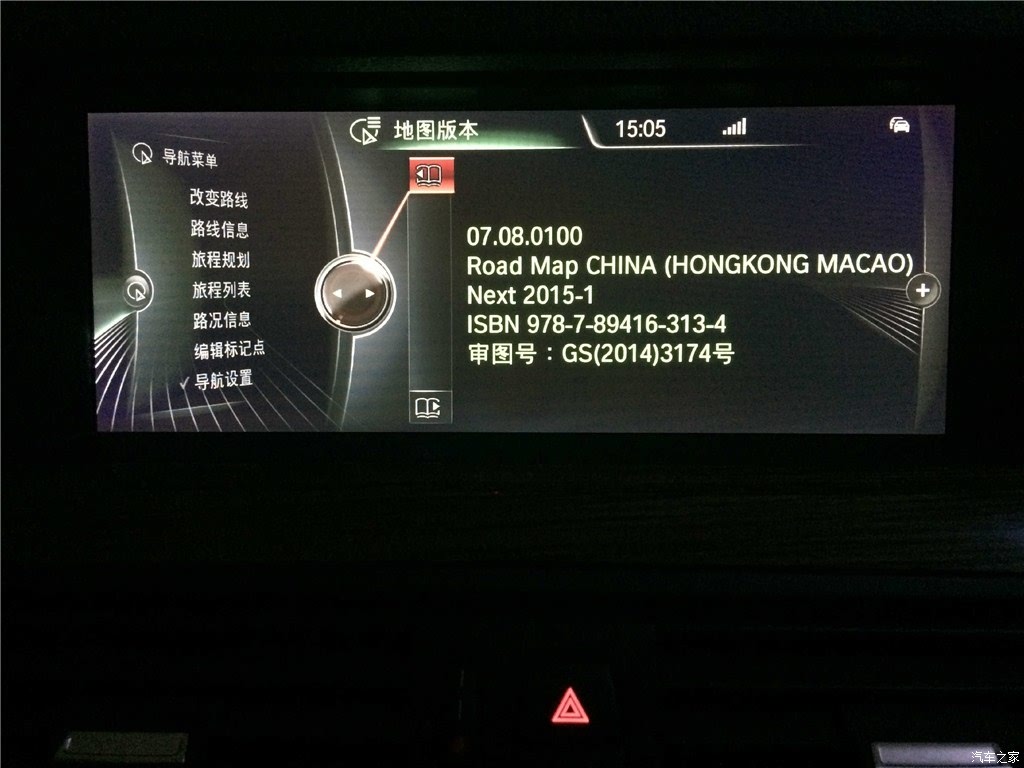 地图版本
15:05
导航菜单
改变路线
路线信息
旅程规划
旅程列表
路况信息
编辑标记点
导航设置
07.08.0100
Road Map CHINA (HONGKONG MACAO)
Next 2015-1
ISBN 978-7-89416-313-4
审图号：GS(2014)3174号
汽车之家